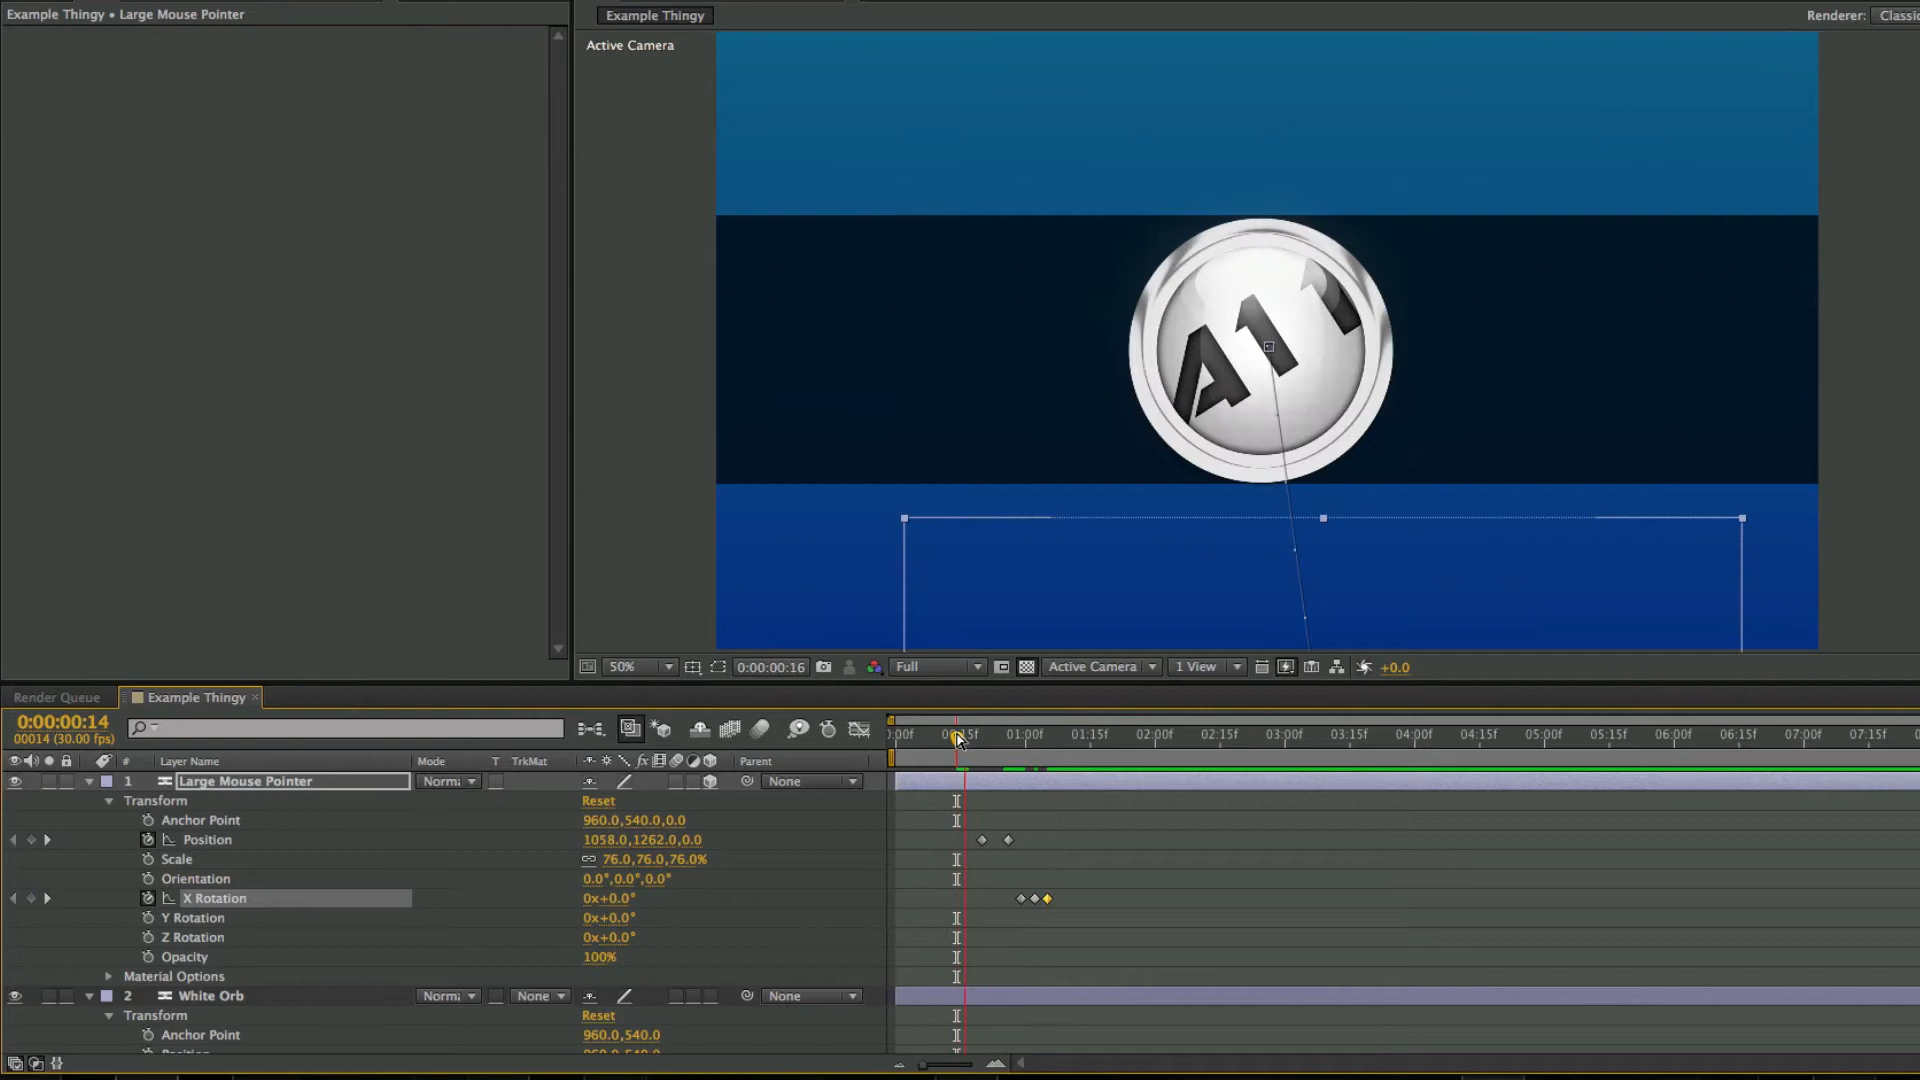 Example Thingy • Large Mouse Pointer
Example Thingy
Renderer: Classic
Active Camera
A11
50%
0:00:00:16
Full
Active Camera
1 View
+0.0
Render Queue
Example Thingy
0:00:00:14
00014 (30.00 fps)
:00f 00:15f 01:00f 01:15f 02:00f 02:15f 03:00f 03:15f 04:00f 04:15f 05:00f 05:15f 06:00f 06:15f 07:00f 07:15f
# Layer Name Mode T TrkMat fx Parent
1 Large Mouse Pointer Norma None
Transform Reset
Anchor Point 960.0,540.0,0.0
Position 1058.0,1262.0,0.0
Scale 76.0,76.0,76.0%
Orientation 0.0°,0.0°,0.0°
X Rotation 0x+0.0°
Y Rotation 0x+0.0°
Z Rotation 0x+0.0°
Opacity 100%
Material Options
2 White Orb Norma None None
Transform Reset
Anchor Point 960.0,540.0